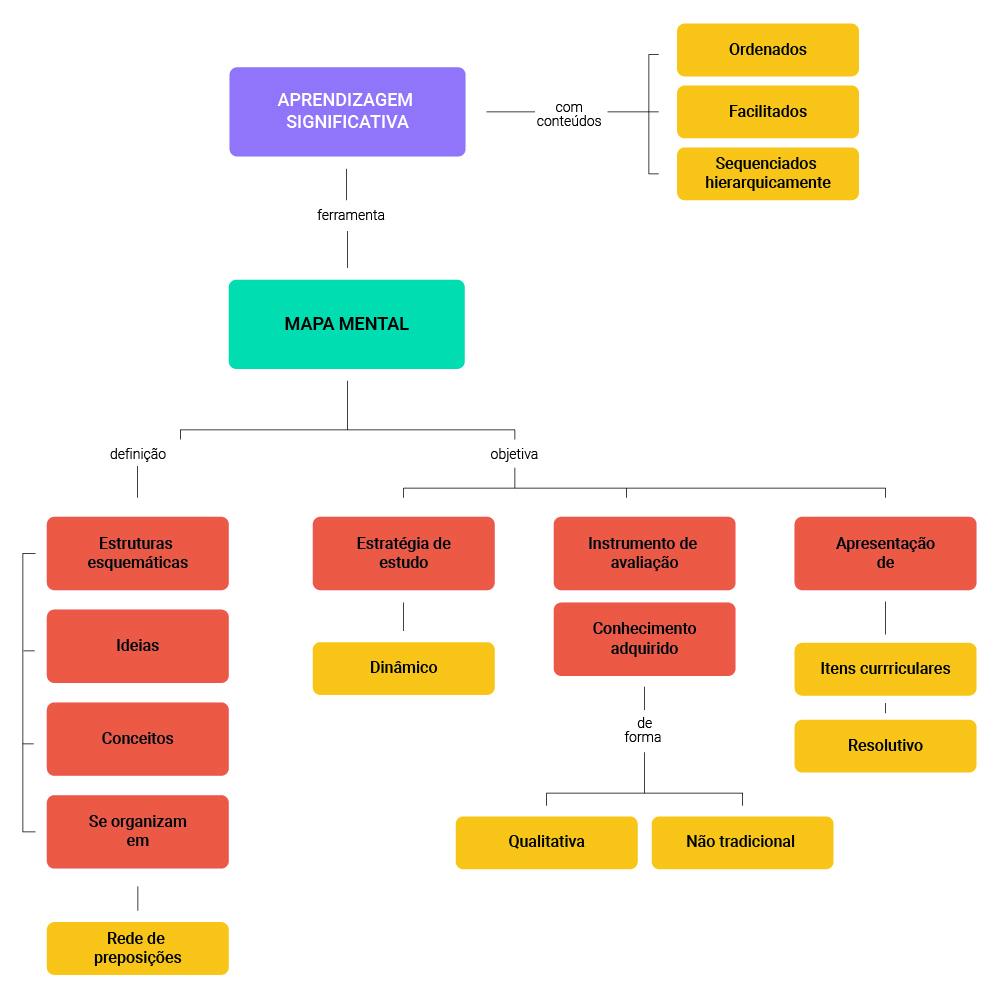 APRENDIZAGEM
SIGNIFICATIVA
com
conteúdos
Ordenados
Facilitados
Sequenciados
hierarquicamente
ferramenta
MAPA MENTAL
definição
objetiva
Estruturas
esquemáticas
Ideias
Conceitos
Se organizam
em
Rede de
preposições
Estratégia de
estudo
Dinâmico
Instrumento de
avaliação
Conhecimento
adquirido
de
forma
Qualitativa
Não tradicional
Apresentação
de
Itens currriculares
Resolutivo